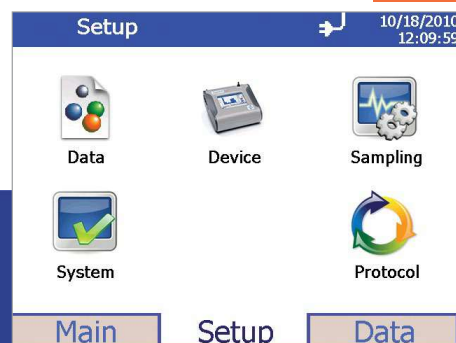 Setup
10/18/2010
12:09:59
Data
Device
Sampling
System
Protocol
Main
Setup
Data